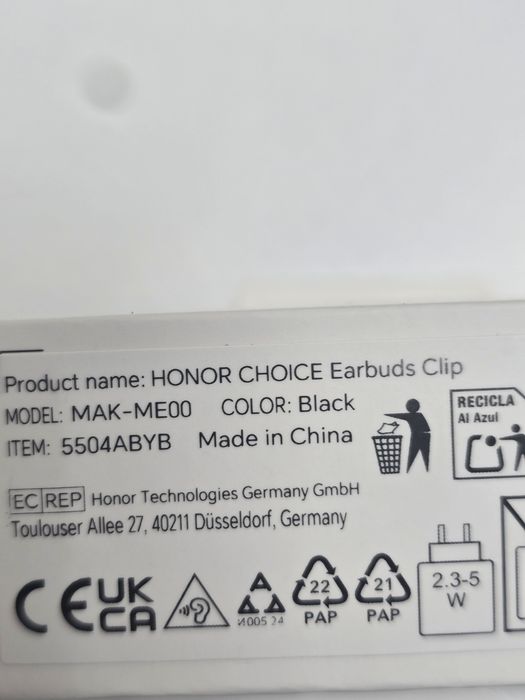 Product name: HONOR CHOICE Earbuds Clip
MODEL: MAK-ME00 COLOR: Black
ITEM: 5504ABYB Made in China
RECICLA
Al Azul
EC REP Honor Technologies Germany GmbH
Toulouser Allee 27, 40211 Düsseldorf, Germany
CE UK
CA
22
PAP
21
PAP
2.3-5
W